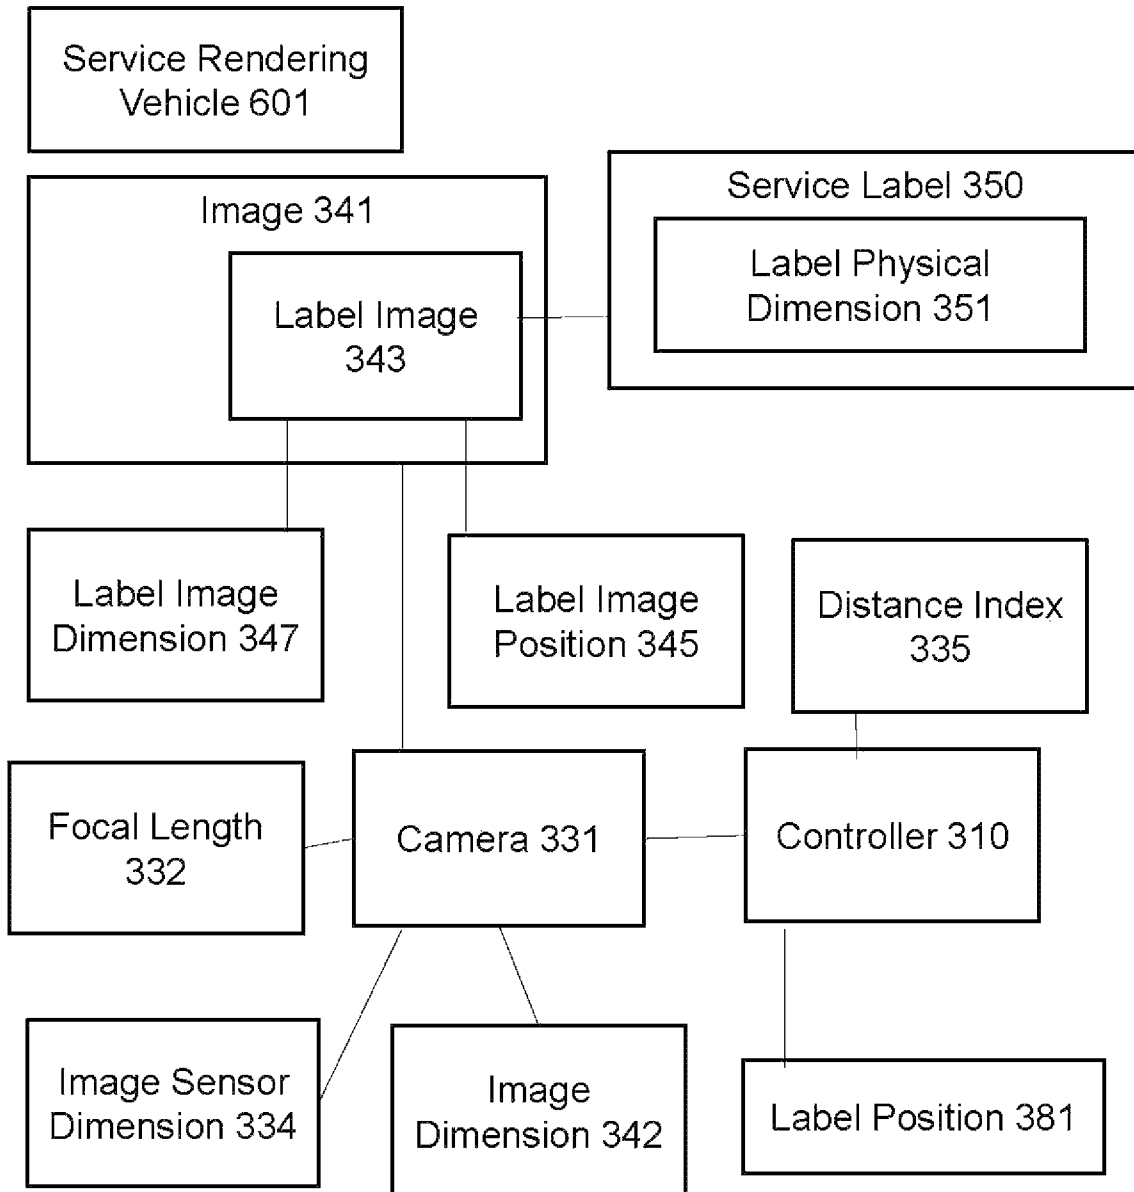 Service Rendering
Vehicle 601
Image 341
Service Label 350
Label Image
343
Label Physical
Dimension 351
Label Image
Dimension 347
Label Image
Position 345
Distance Index
335
Focal Length
332
Camera 331
Controller 310
Image Sensor
Dimension 334
Image
Dimension 342
Label Position 381